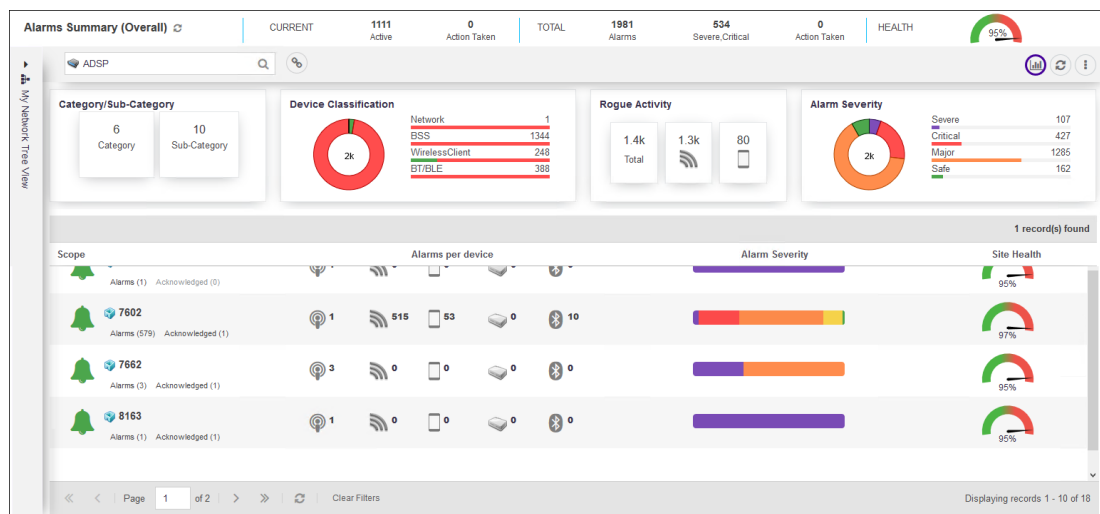 Alarms Summary (Overall)
CURRENT
1111
Active
0
Action Taken
TOTAL
1981
Alarms
534
Severe,Critical
0
Action Taken
HEALTH
95%
My Network Tree View
ADSP
Category/Sub-Category
6
Category
10
Sub-Category
Device Classification
2k
Network 1
BSS 1344
WirelessClient 248
BT/BLE 388
Rogue Activity
1.4k
Total
1.3k
80
Alarm Severity
2k
Severe 107
Critical 427
Major 1285
Safe 162
1 record(s) found
Scope Alarms per device Alarm Severity Site Health
Alarms (1) Acknowledged (0)
95%
7602
Alarms (579) Acknowledged (1)
1 515 53 0 10
97%
7662
Alarms (3) Acknowledged (1)
3 0 0 0 0
95%
8163
Alarms (1) Acknowledged (1)
1 0 0 0 0
95%
Page 1 of 2 Clear Filters Displaying records 1 - 10 of 18